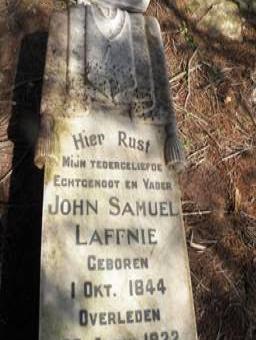 Hier Rust
Mijn tedergeliefde
Echtgenoot en Vader
John Samuel
Laffnie
Geboren
1 Okt. 1844
Overleden